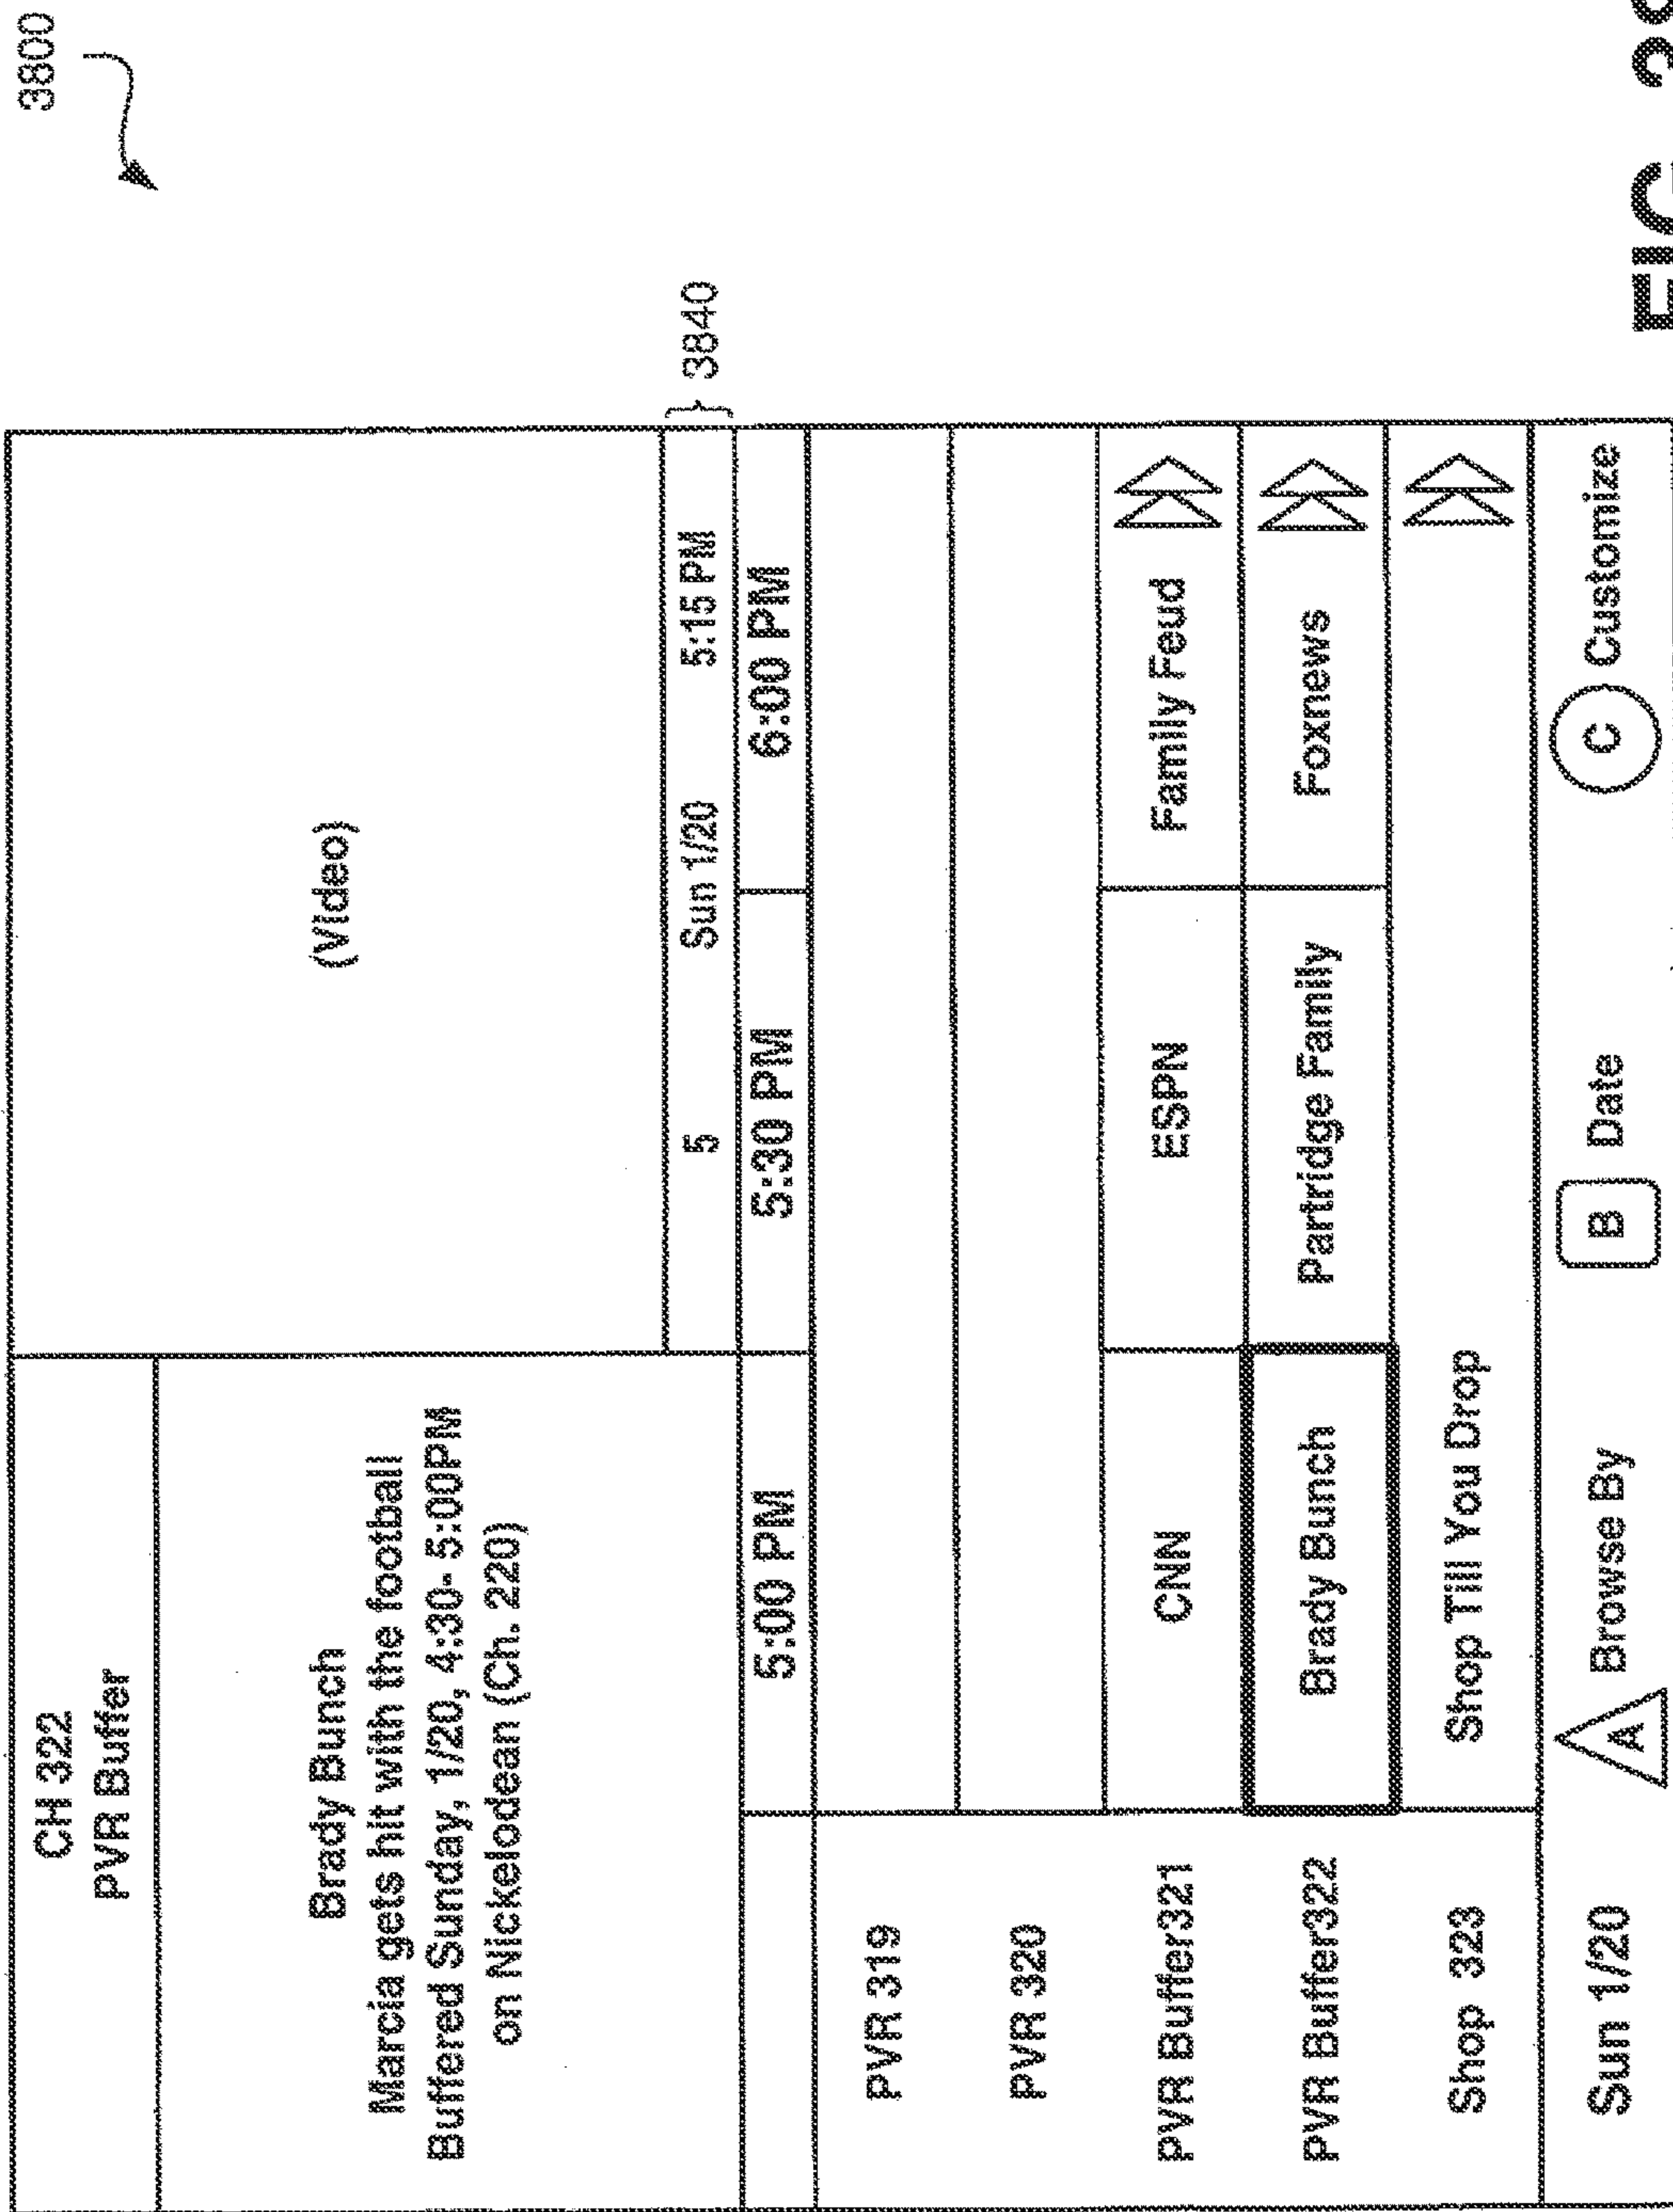 3800
CH 322
PVR Buffer
(Video)
Brady Bunch
Marcia gets hit with the football
Buffered Sunday, 1/20, 4:30- 5:00PM
on Nickelodean (Ch. 220)
5 Sun 1/20 5:15 PM
3840
5:00 PM 5:30 PM 6:00 PM
PVR 319
PVR 320
PVR Buffer321 CNN ESPN Family Feud
PVR Buffer322 Brady Bunch Partridge Family Foxnews
Shop 323 Shop Till You Drop
Sun 1/20 A Browse By B Date C Customize
FIG